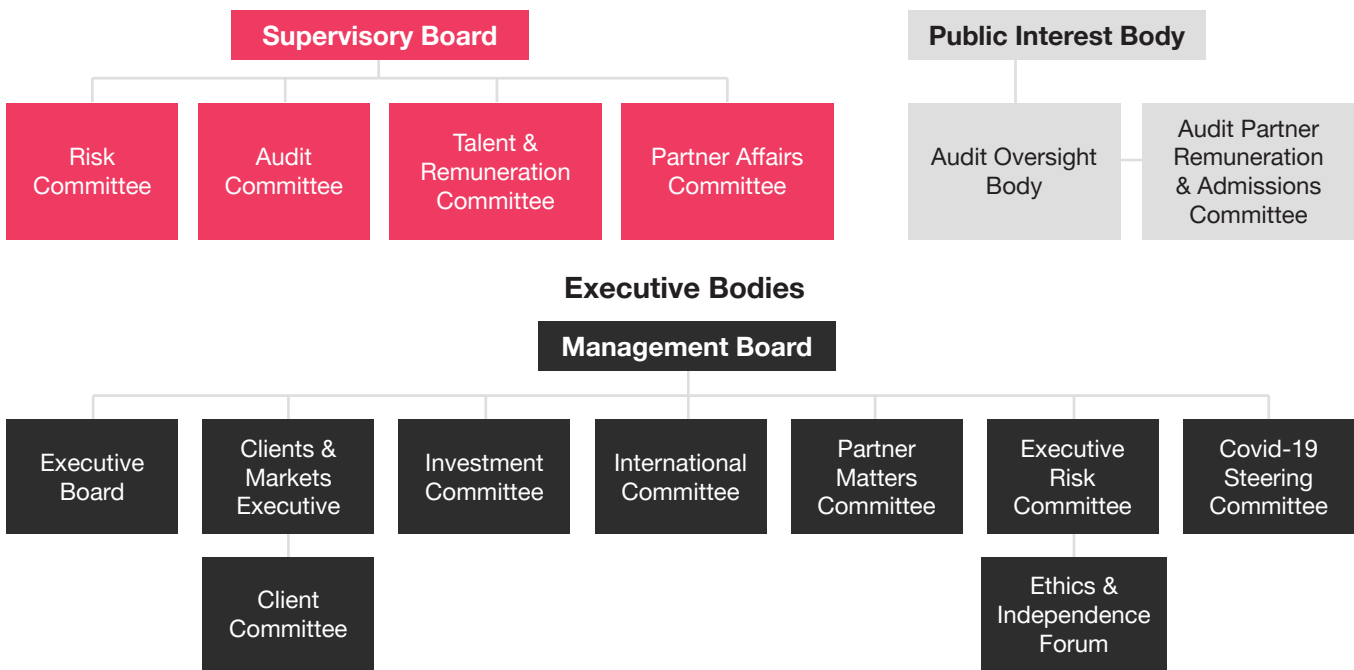 Supervisory Board
Public Interest Body
Risk
Committee
Audit
Committee
Talent &
Remuneration
Committee
Partner Affairs
Committee
Audit Oversight
Body
Audit Partner
Remuneration
& Admissions
Committee
Executive Bodies
Management Board
Executive
Board
Clients &
Markets
Executive
Investment
Committee
International
Committee
Partner
Matters
Committee
Executive
Risk
Committee
Covid-19
Steering
Committee
Client
Committee
Ethics &
Independence
Forum